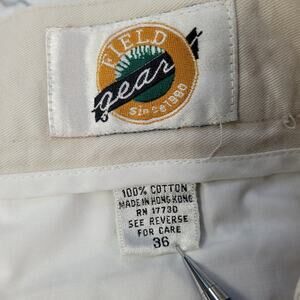 FIELD
gear
Since 1980
100% COTTON
MADE IN HONG KONG
RN 17730
SEE REVERSE
FOR CARE
36